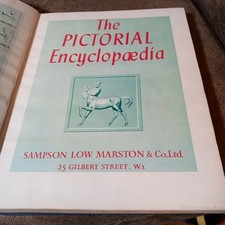 The
PICTORIAL
Encyclopædia
SAMPSON LOW, MARSTON & Co., Ltd.
25 GILBERT STREET, W.1.